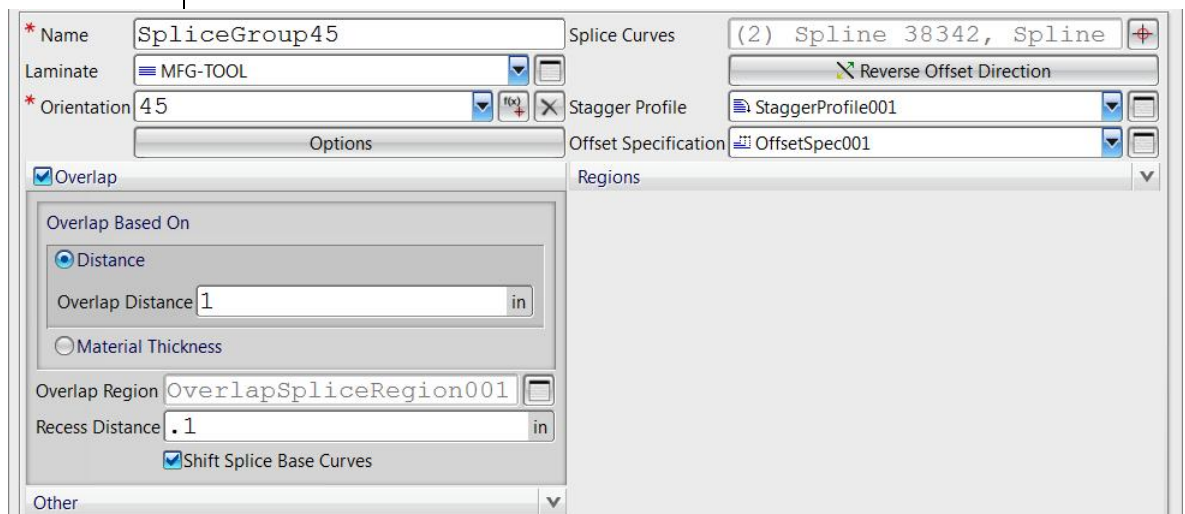 * Name SpliceGroup45 Splice Curves (2) Spline 38342, Spline
Laminate MFG-TOOL Reverse Offset Direction
* Orientation 45 f(x) Stagger Profile StaggerProfile001
Options Offset Specification OffsetSpec001
Overlap Regions
Overlap Based On
Distance
Overlap Distance 1 in
Material Thickness
Overlap Region OverlapSpliceRegion001
Recess Distance .1 in
Shift Splice Base Curves
Other